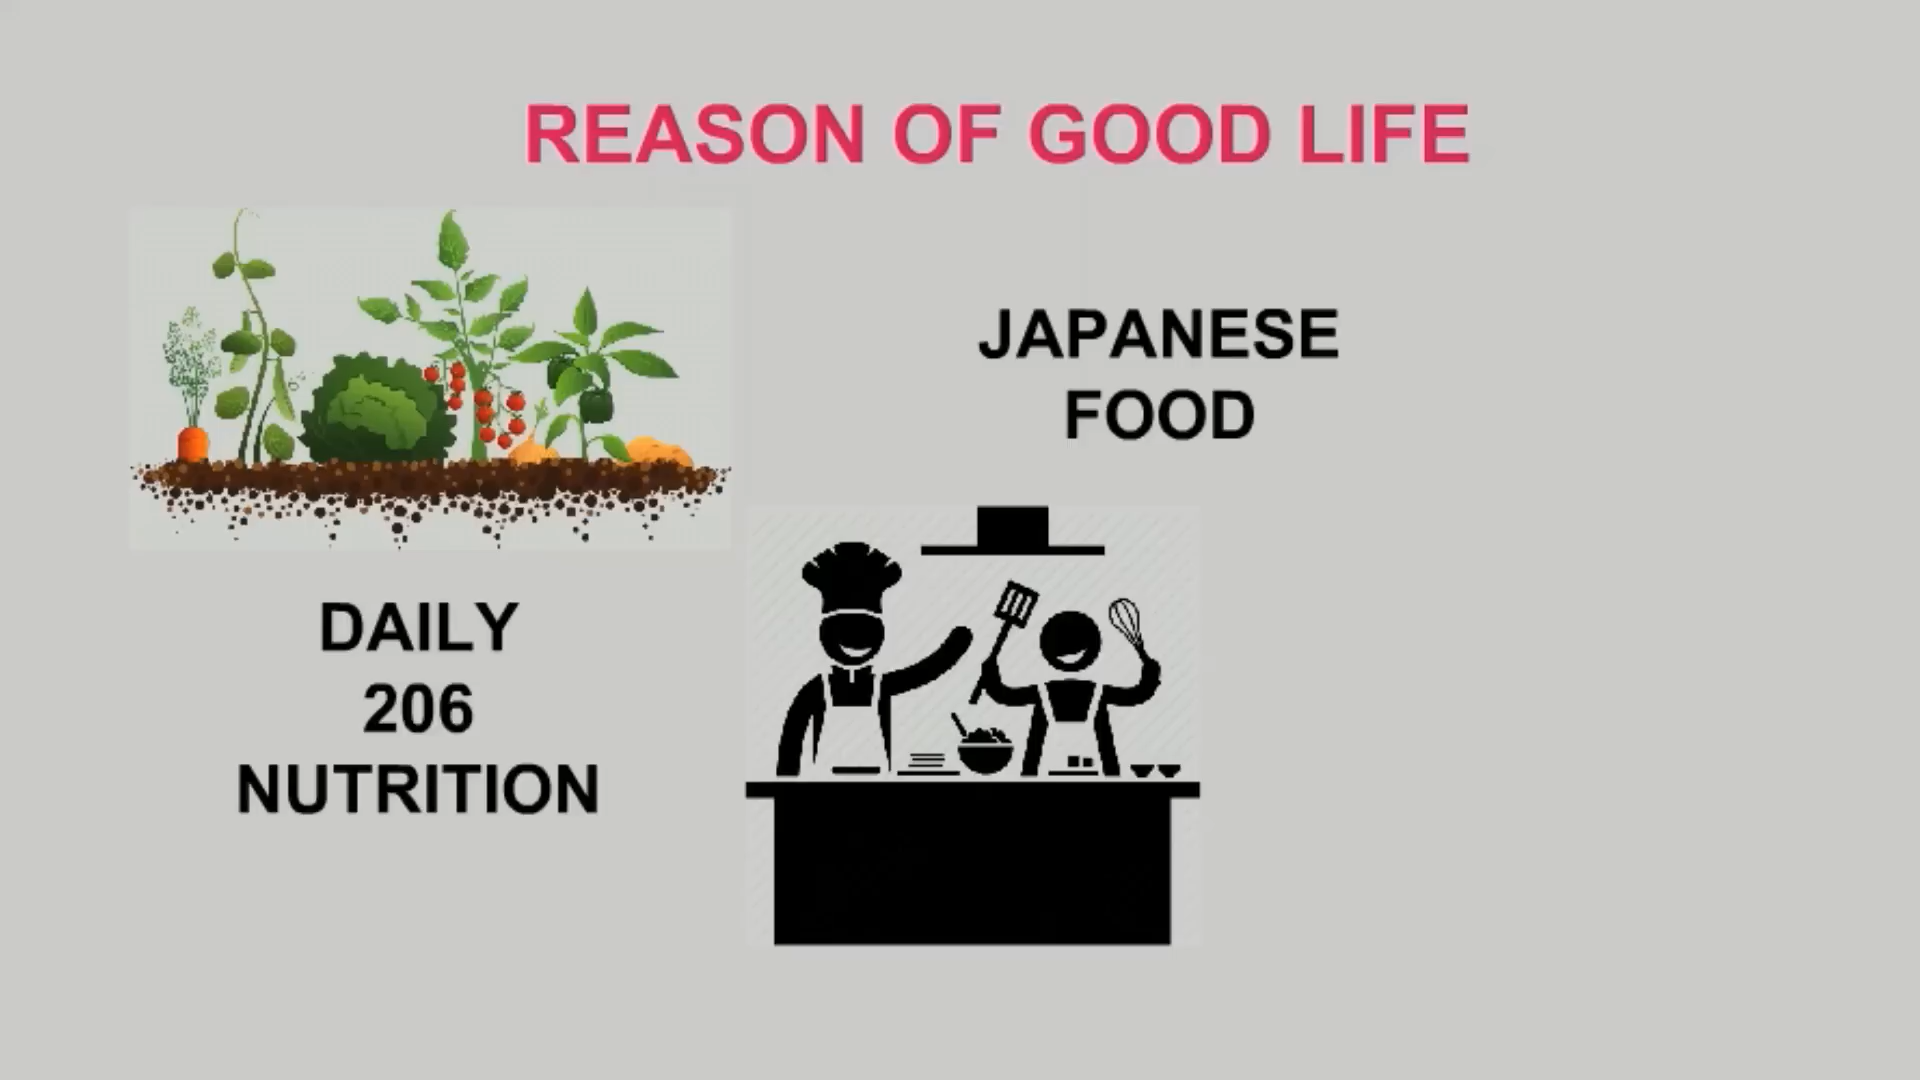 REASON OF GOOD LIFE
JAPANESE
FOOD
DAILY
206
NUTRITION